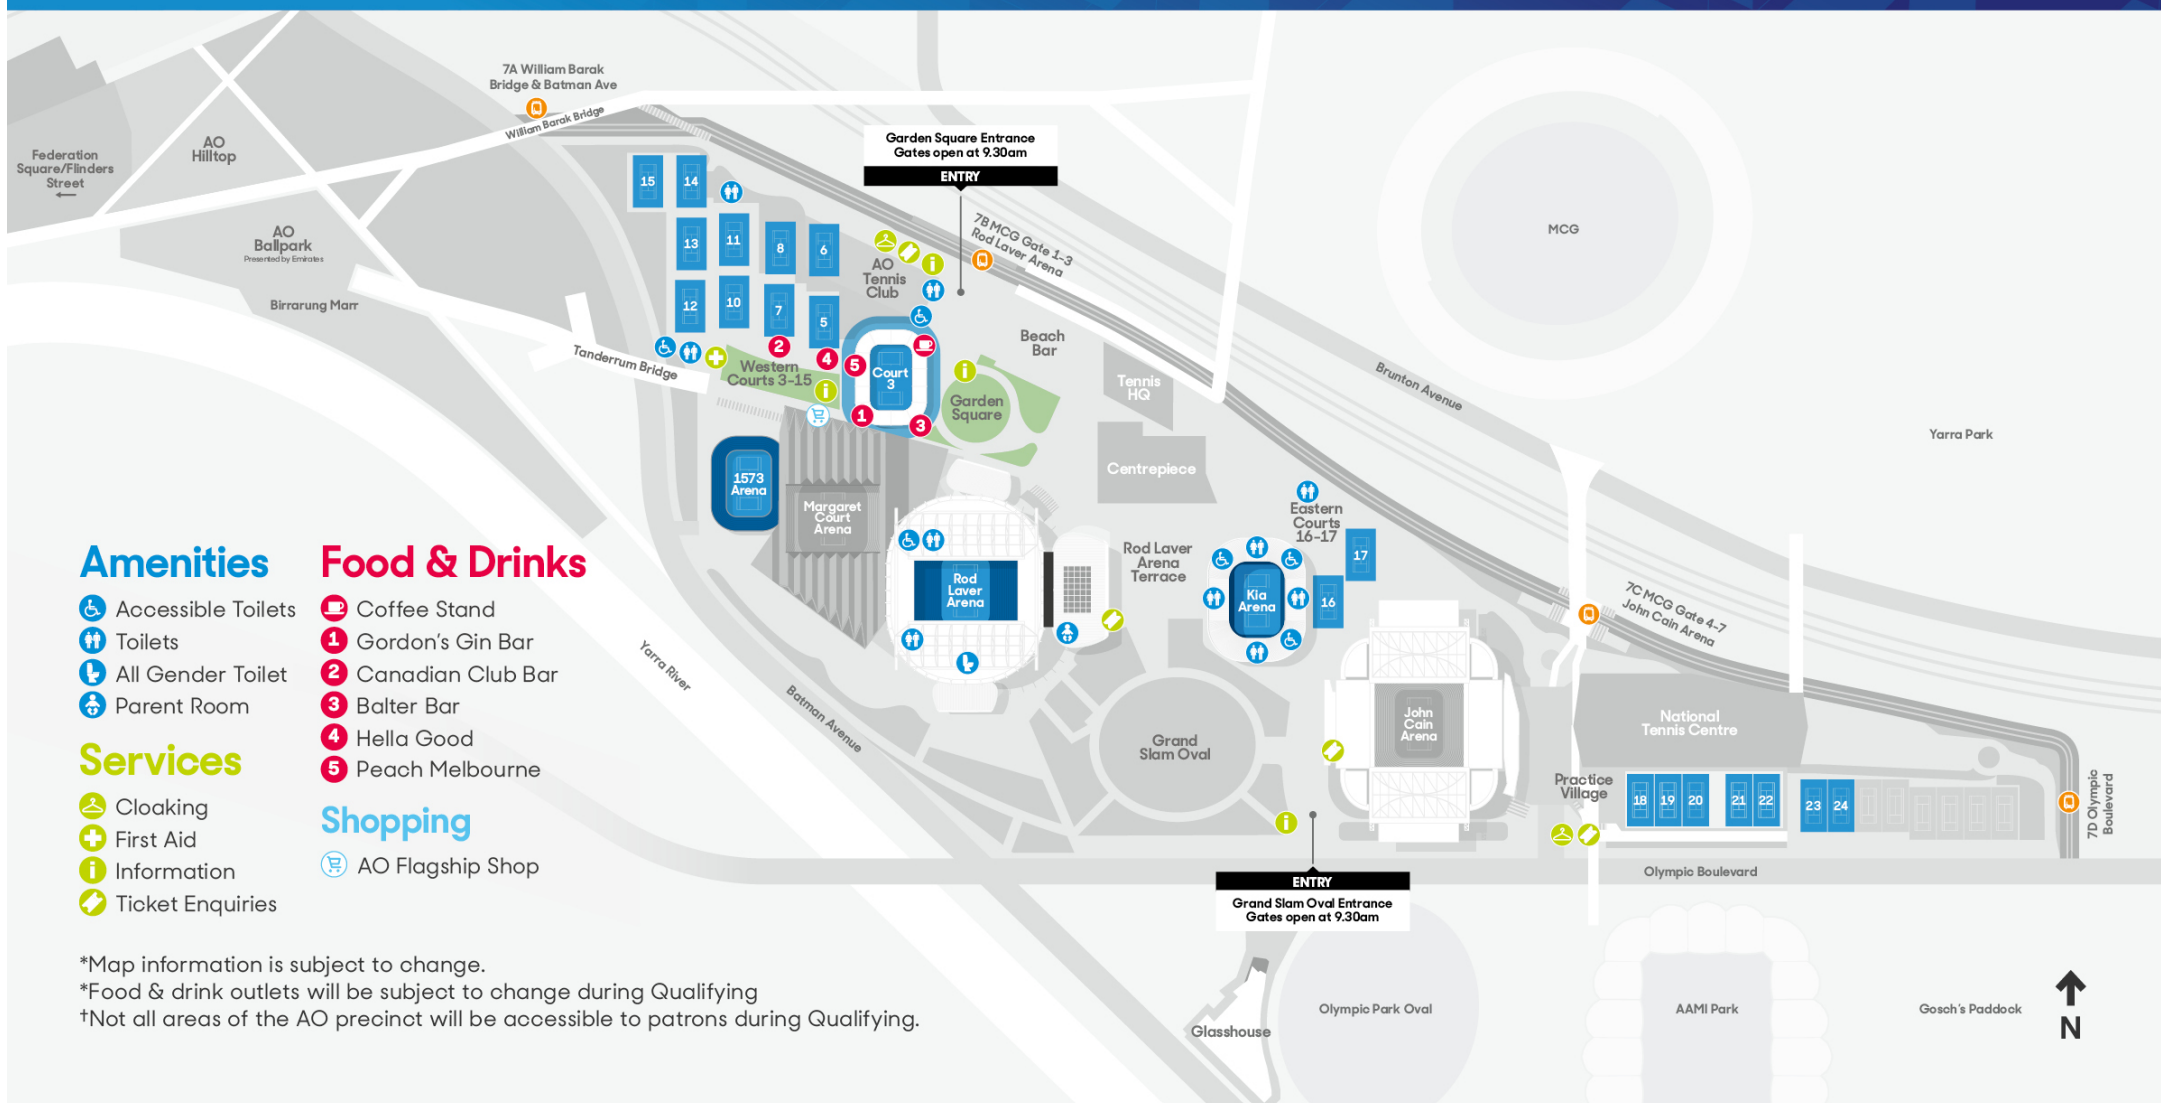 7A William Barak
Bridge & Batman Ave
William Barak Bridge
AO
Hilltop
Federation
Square/Flinders
Street
←
AO
Ballpark
Presented by Emirates
Birrarung Marr
Tanderrum Bridge
Garden Square Entrance
Gates open at 9.30am
ENTRY
7B MCG Gate 1-3
Rod Laver Arena
MCG
15
14
13
11
8
6
12
10
7
5
AO
Tennis
Club
Beach
Bar
2
4
5
Western
Courts 3-15
Court
3
1
3
Garden
Square
Tennis
HQ
Brunton Avenue
Yarra Park
Centrepiece
1573
Arena
Margaret
Court
Arena
Eastern
Courts
16-17
17
16
Rod Laver
Arena
Terrace
Rod
Laver
Arena
Kia
Arena
7C MCG Gate 4-7
John Cain Arena
Yarra River
Batman Avenue
Grand
Slam Oval
John
Cain
Arena
National
Tennis Centre
Practice
Village
18
19
20
21
22
23
24
7D Olympic
Boulevard
Olympic Boulevard
ENTRY
Grand Slam Oval Entrance
Gates open at 9.30am
Glasshouse
Olympic Park Oval
AAMI Park
Gosch's Paddock
N
Amenities
Accessible Toilets
Toilets
All Gender Toilet
Parent Room
Services
Cloaking
First Aid
i Information
Ticket Enquiries
Food & Drinks
Coffee Stand
1 Gordon's Gin Bar
2 Canadian Club Bar
3 Balter Bar
4 Hella Good
5 Peach Melbourne
Shopping
AO Flagship Shop
*Map information is subject to change.
*Food & drink outlets will be subject to change during Qualifying
†Not all areas of the AO precinct will be accessible to patrons during Qualifying.